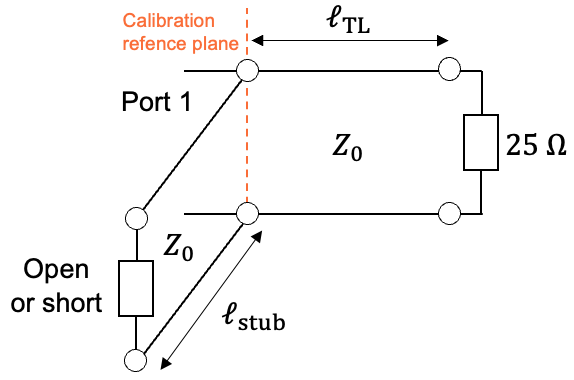 Calibration
refence plane
ℓTL
Port 1
Z0
25 Ω
Z0
Open
or short
ℓstub